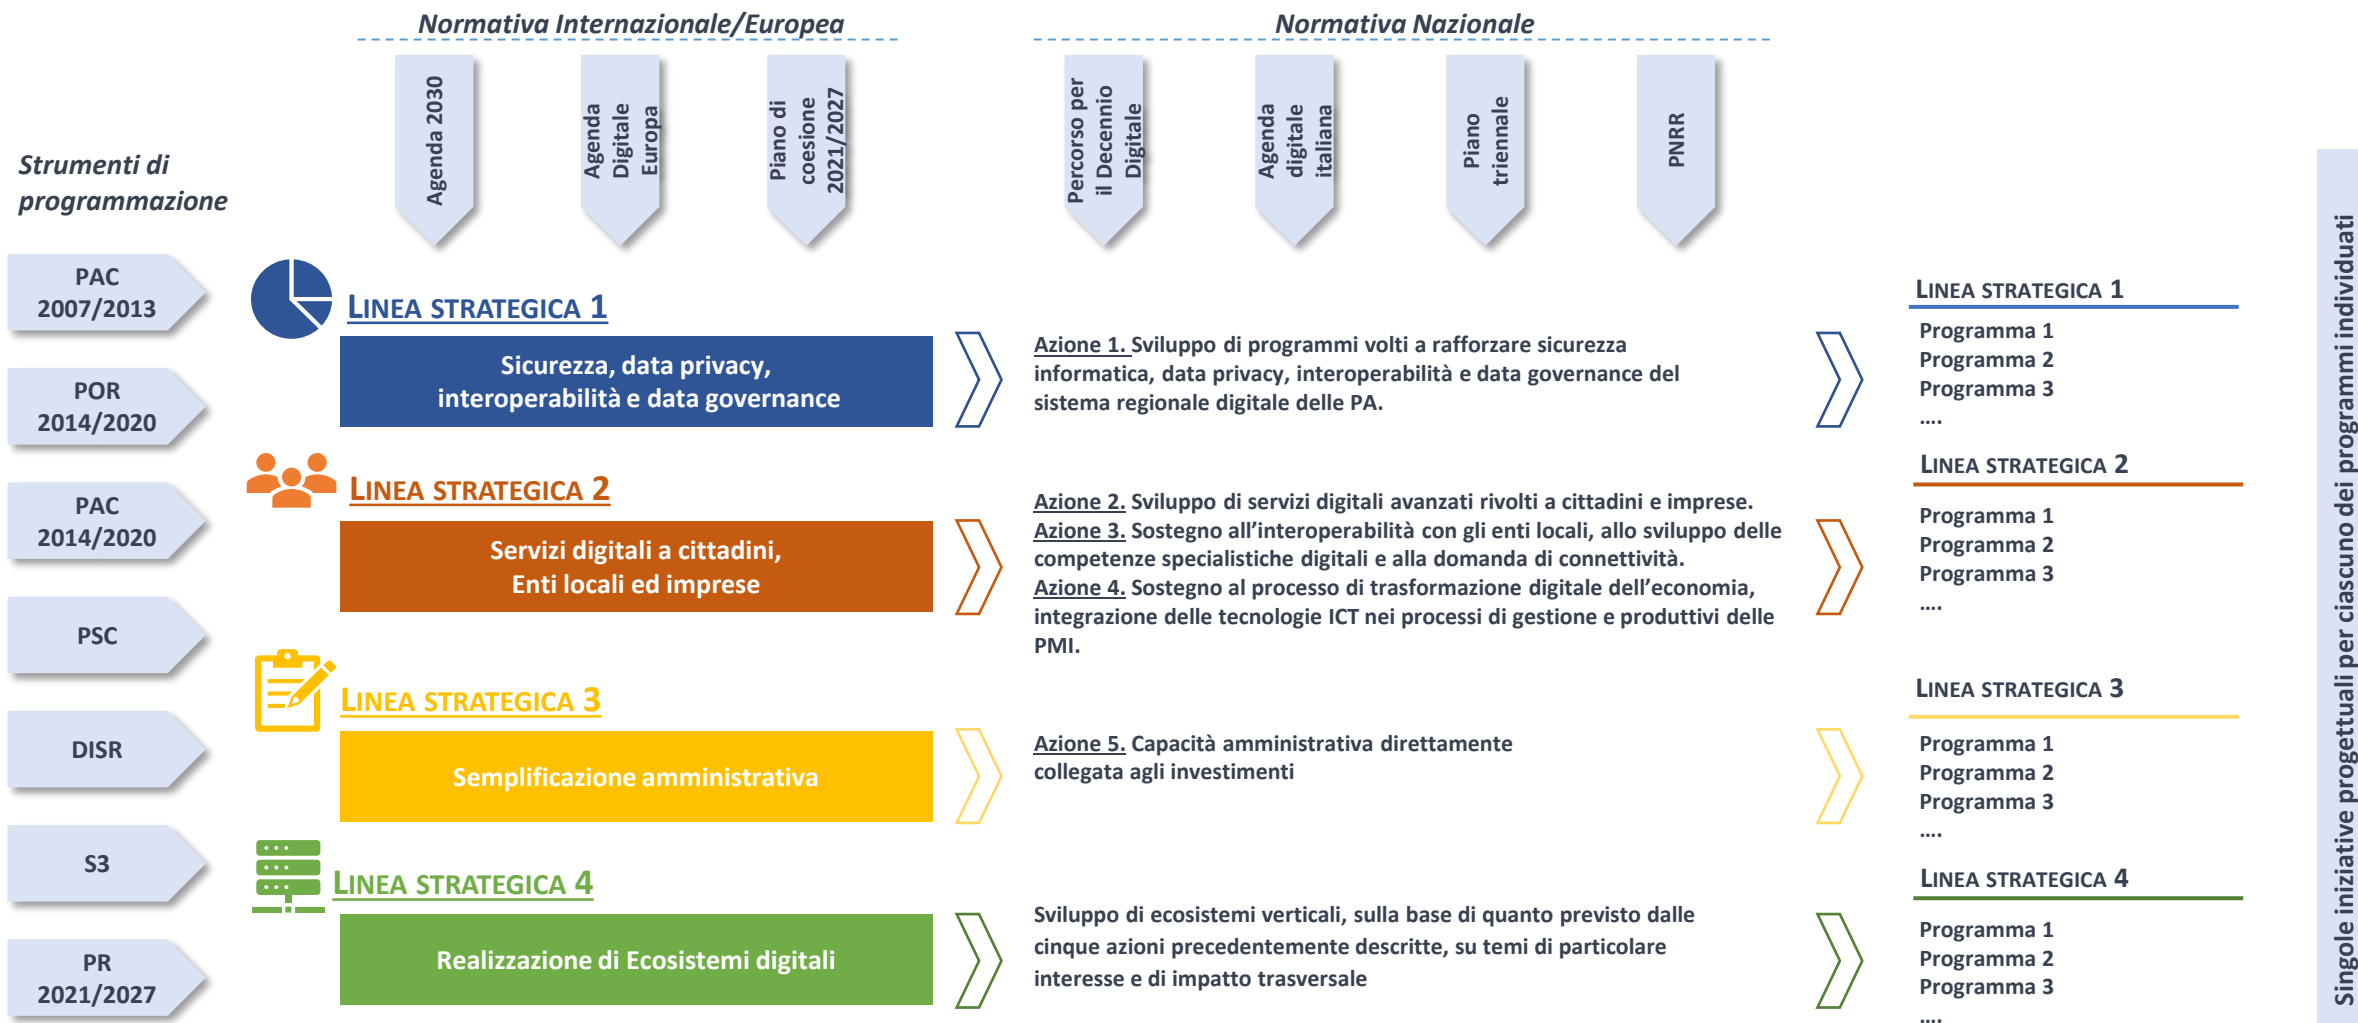 Normativa Internazionale/Europea
Normativa Nazionale
Agenda 2030
Agenda
Digitale
Europa
Piano di
coesione
2021/2027
Percorso per
il Decennio
Digitale
Agenda
digitale
italiana
Piano
triennale
PNRR
Strumenti di
programmazione
PAC
2007/2013
POR
2014/2020
PAC
2014/2020
PSC
DISR
S3
PR
2021/2027
LINEA STRATEGICA 1
Sicurezza, data privacy,
interoperabilità e data governance
Azione 1. Sviluppo di programmi volti a rafforzare sicurezza
informatica, data privacy, interoperabilità e data governance del
sistema regionale digitale delle PA.
LINEA STRATEGICA 1
Programma 1
Programma 2
Programma 3
....
LINEA STRATEGICA 2
Servizi digitali a cittadini,
Enti locali ed imprese
Azione 2. Sviluppo di servizi digitali avanzati rivolti a cittadini e imprese.
Azione 3. Sostegno all’interoperabilità con gli enti locali, allo sviluppo delle
competenze specialistiche digitali e alla domanda di connettività.
Azione 4. Sostegno al processo di trasformazione digitale dell’economia,
integrazione delle tecnologie ICT nei processi di gestione e produttivi delle
PMI.
LINEA STRATEGICA 2
Programma 1
Programma 2
Programma 3
....
LINEA STRATEGICA 3
Semplificazione amministrativa
Azione 5. Capacità amministrativa direttamente
collegata agli investimenti
LINEA STRATEGICA 3
Programma 1
Programma 2
Programma 3
....
LINEA STRATEGICA 4
Realizzazione di Ecosistemi digitali
Sviluppo di ecosistemi verticali, sulla base di quanto previsto dalle
cinque azioni precedentemente descritte, su temi di particolare
interesse e di impatto trasversale
LINEA STRATEGICA 4
Programma 1
Programma 2
Programma 3
....
Singole iniziative progettuali per ciascuno dei programmi individuati